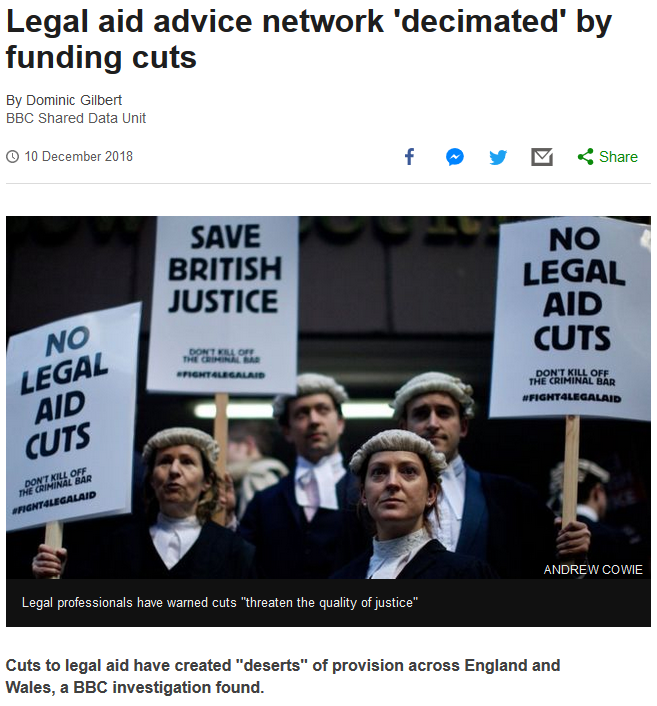 Legal aid advice network 'decimated' by
funding cuts
By Dominic Gilbert
BBC Shared Data Unit
10 December 2018
Share
SAVE
BRITISH
JUSTICE
DON'T KILL OFF
THE CRIMINAL BAR
#FIGHT4LEGALAID
NO
LEGAL
AID
CUTS
DON'T KILL OFF
THE CRIMINAL BAR
#FIGHT4LEGALAID
NO
LEGAL
AID
CUTS
DON'T KILL OFF
THE CRIMINAL BAR
#FIGHT4LEGALAID
ANDREW COWIE
Legal professionals have warned cuts "threaten the quality of justice"
Cuts to legal aid have created "deserts" of provision across England and
Wales, a BBC investigation found.